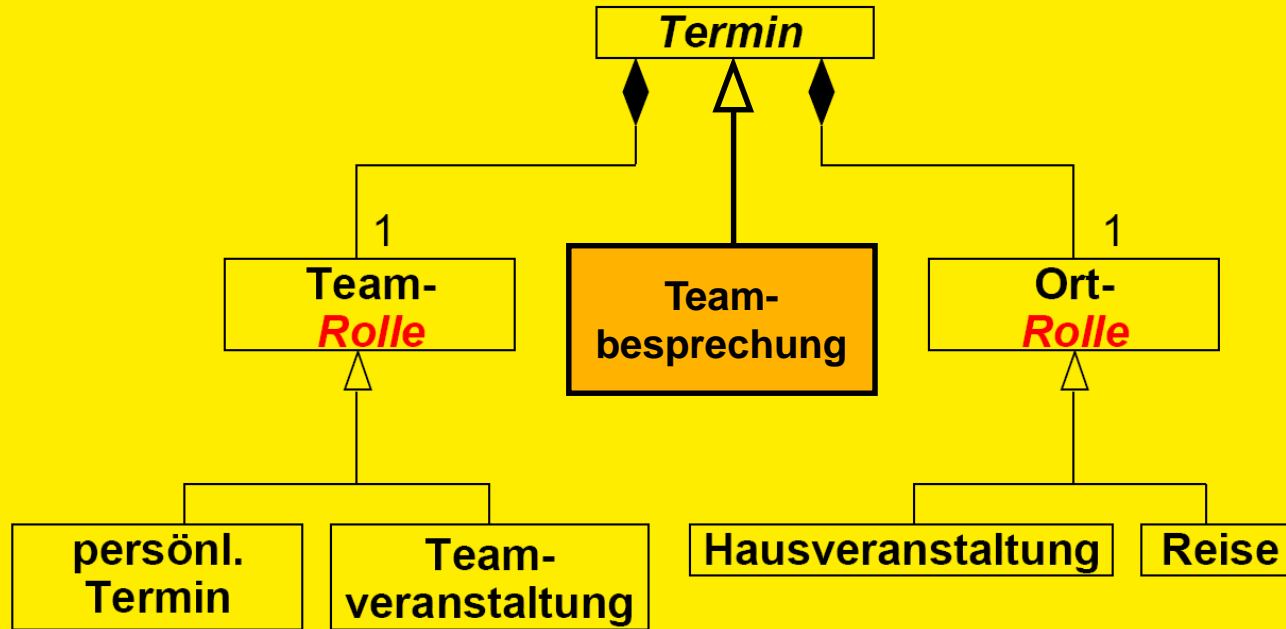 Termin
1
1
Team-
Rolle
Team-
besprechung
Ort-
Rolle
persönl.
Termin
Team-
veranstaltung
Hausveranstaltung
Reise